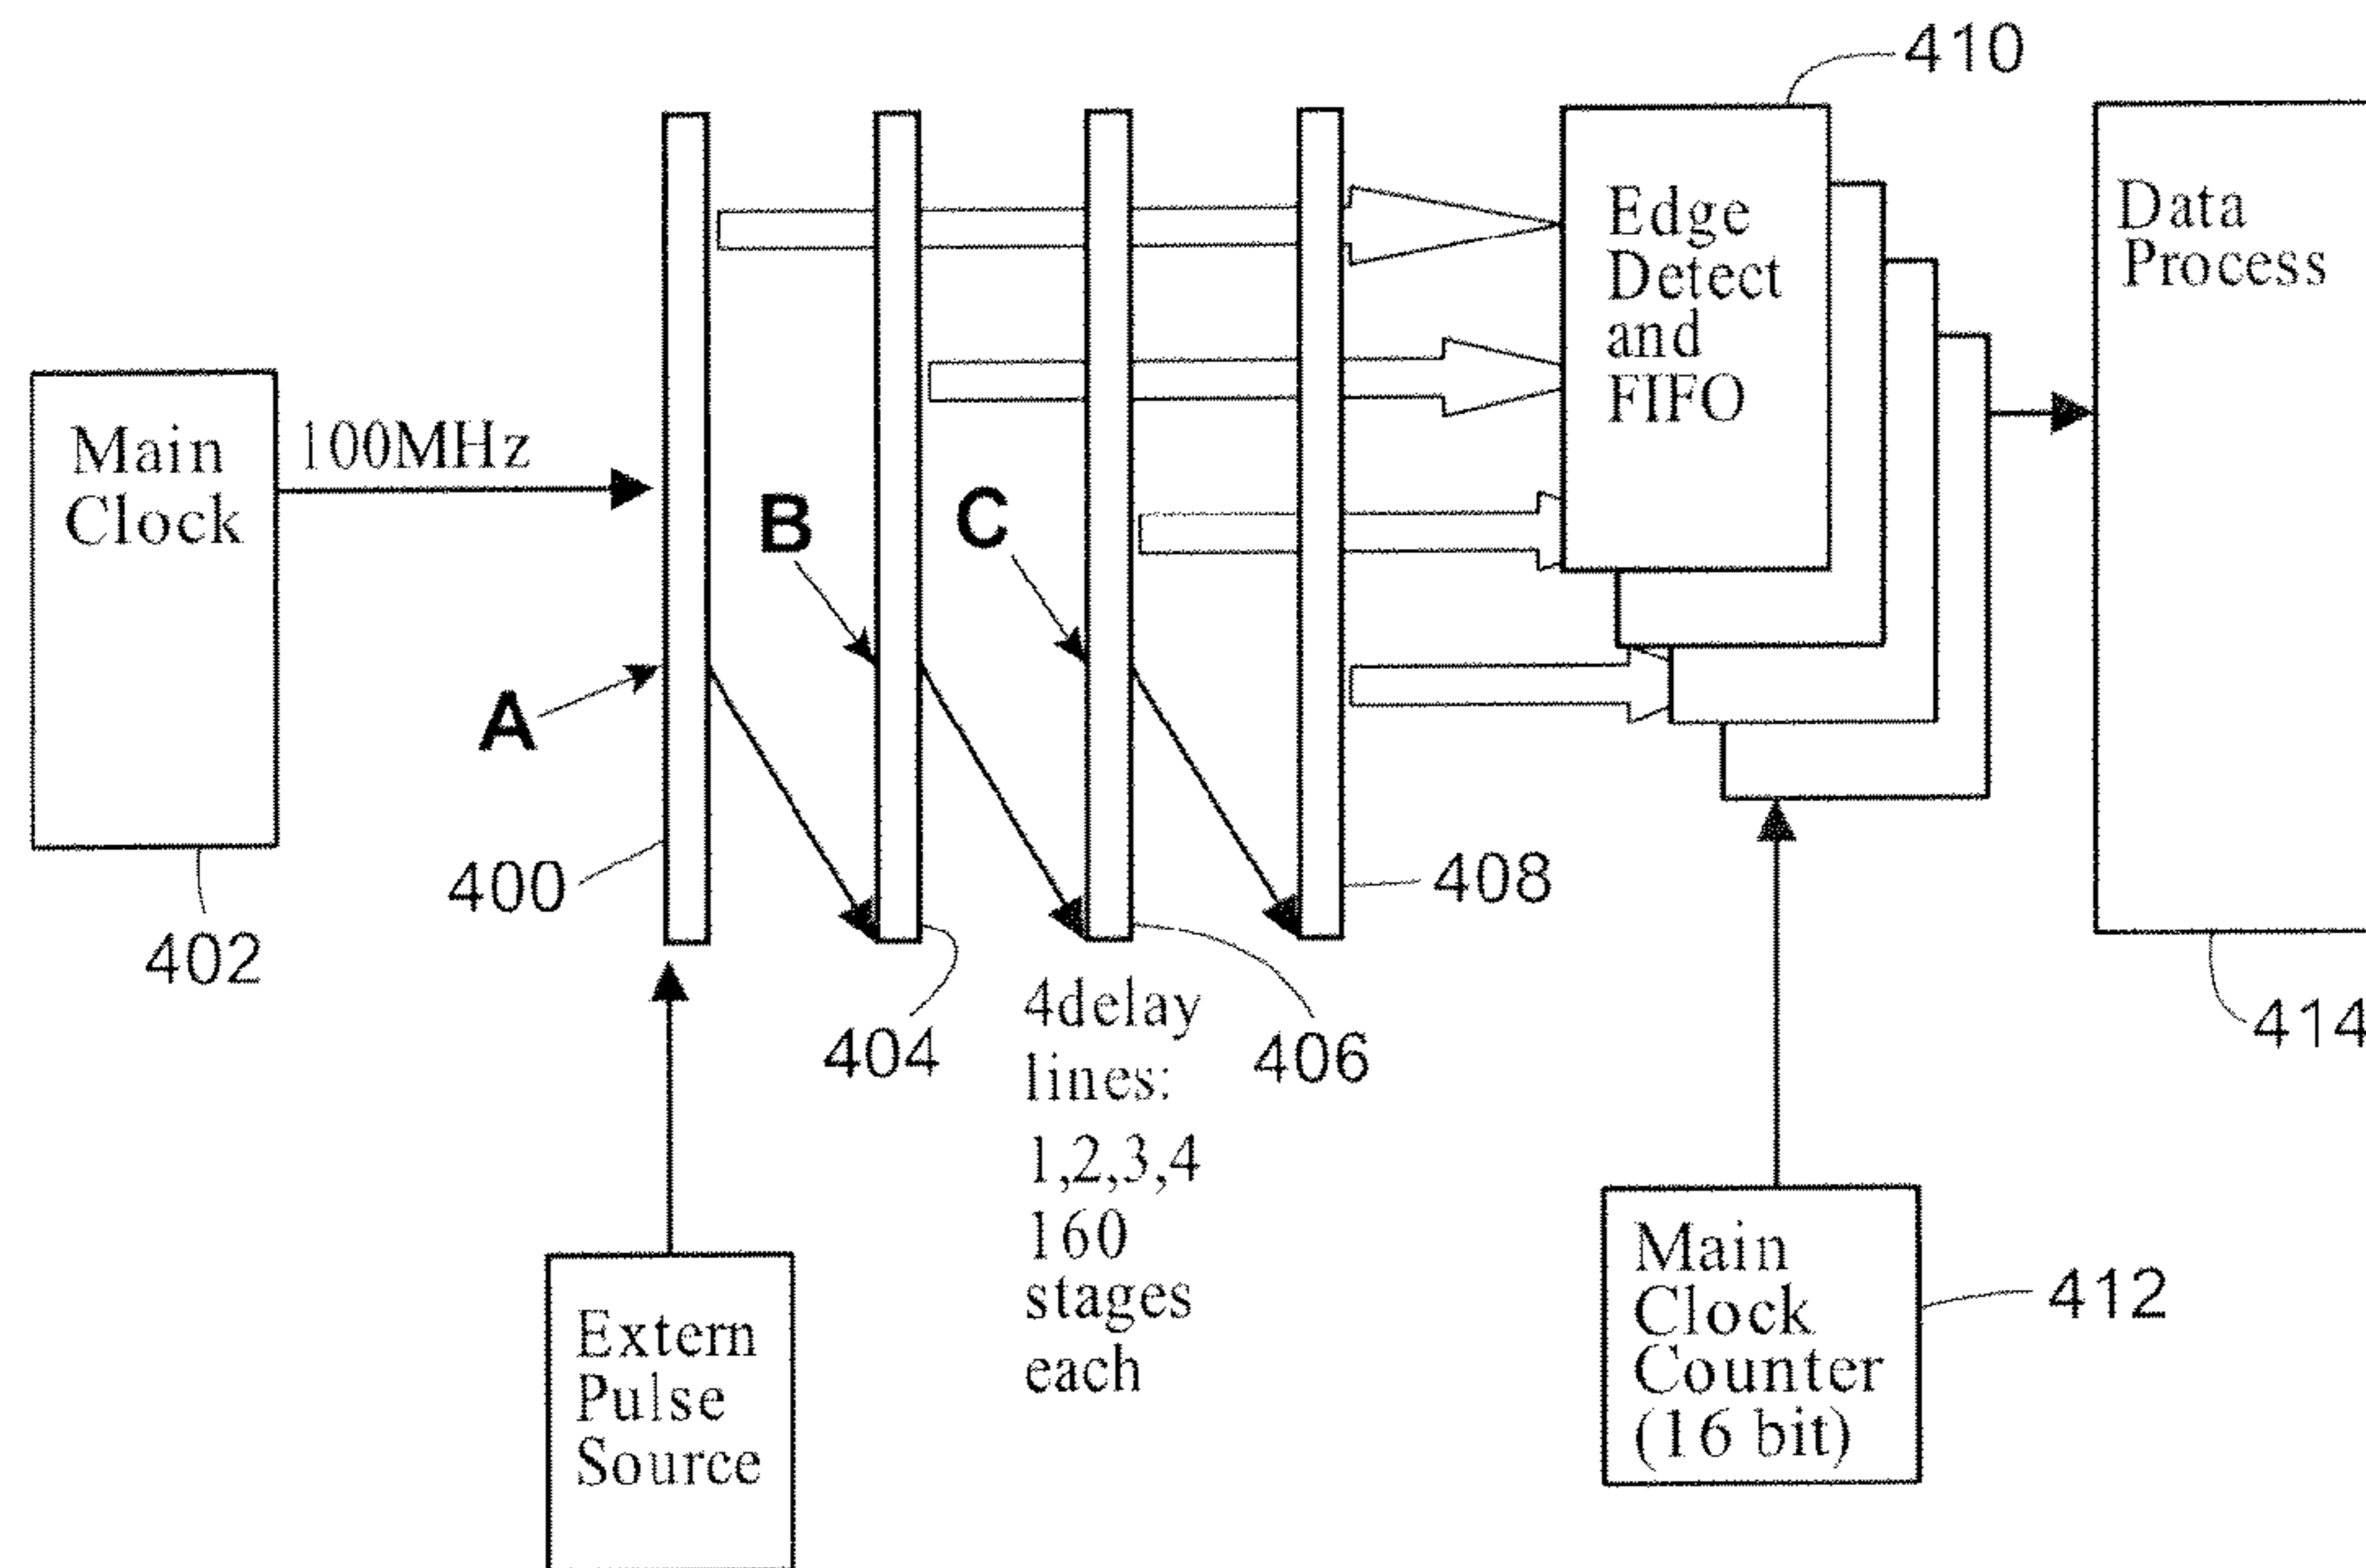 410
Edge
Detect
and
FIFO
Data
Process
Main
Clock
100MHz
B
C
A
400
402
404
406
408
4delay
lines:
1,2,3,4
160
stages
each
414
Extern
Pulse
Source
Main
Clock
Counter
(16 bit)
412